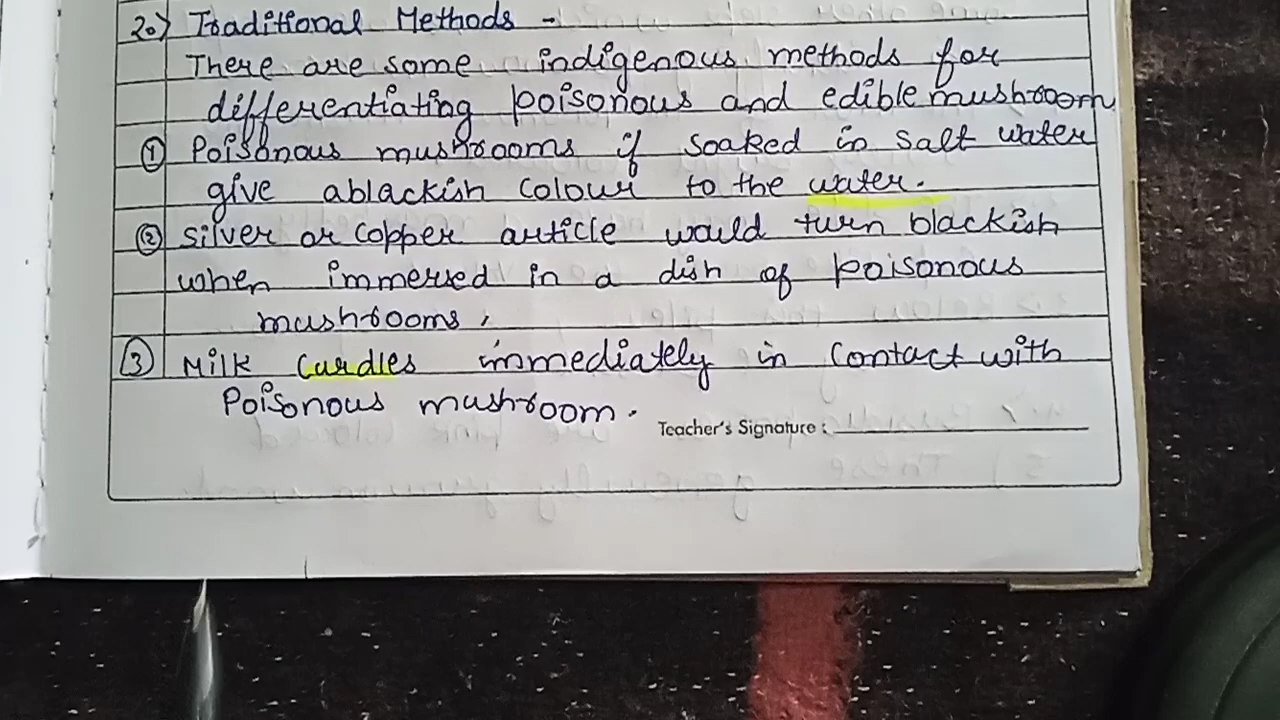 20) Traditional Methods -
There are some indigenous methods for
differentiating poisonous and edible mushroom
① Poisonous mushrooms if soaked in salt water
give ablackish colour to the water.
② Silver or copper article would turn blackish
when immersed in a dish of poisonous
mushrooms,
③ Milk curdles immediately in contact with
Poisonous mushroom.
Teacher's Signature :